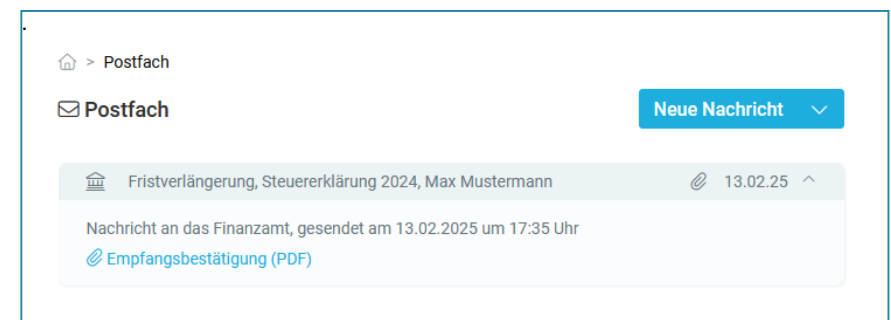 > Postfach
Postfach
Neue Nachricht
Fristverlängerung, Steuererklärung 2024, Max Mustermann 13.02.25
Nachricht an das Finanzamt, gesendet am 13.02.2025 um 17:35 Uhr
Empfangsbestätigung (PDF)